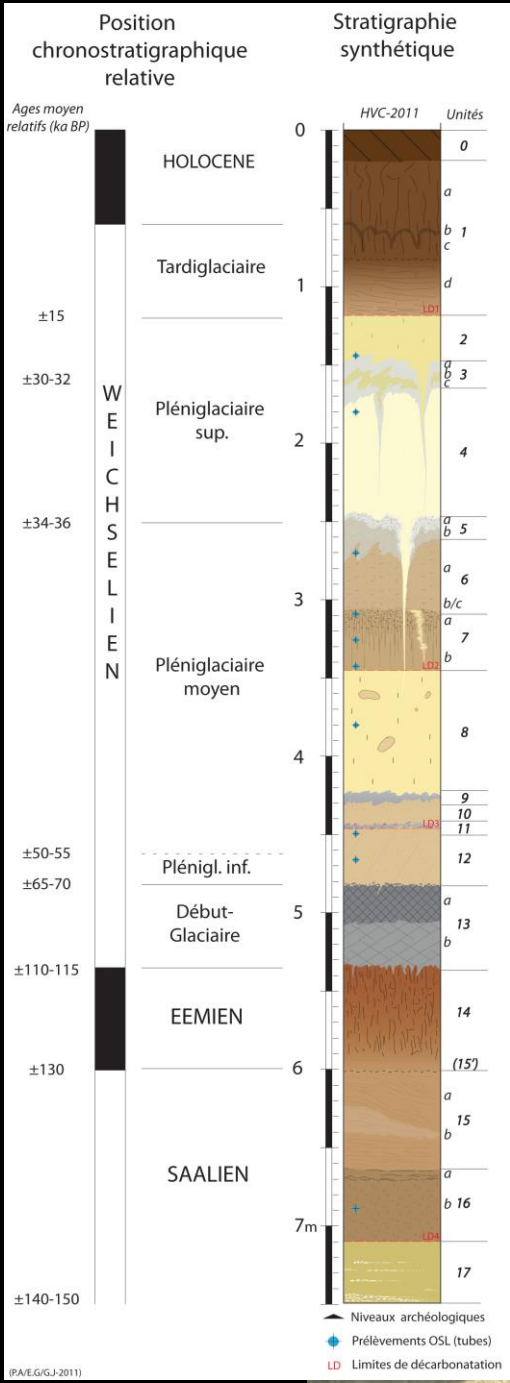 Position
chronostratigraphique
relative
Stratigraphie
synthétique
Ages moyen
relatifs (ka BP)
HVC-2011
Unités
0
0
HOLOCENE
a
b
1
c
Tardiglaciaire
1
d
±15
LD1
2
±30-32
a
b
3
c
WEICHSELIEN
Pléniglaciaire
sup.
2
4
±34-36
a
b
5
a
6
3
b/c
a
7
Pléniglaciaire
moyen
b
LD2
8
4
9
10
LD3
11
±50-55
12
Plénigl. inf.
±65-70
Début-
Glaciaire
5
a
13
b
±110-115
EEMIEN
14
±130
6
(15')
a
15
b
SAALIEN
a
b
16
7m
LD4
17
±140-150
Niveaux archéologiques
Prélèvements OSL (tubes)
LD Limites de décarbonatation
(P.A/E.G/G.J-2011)